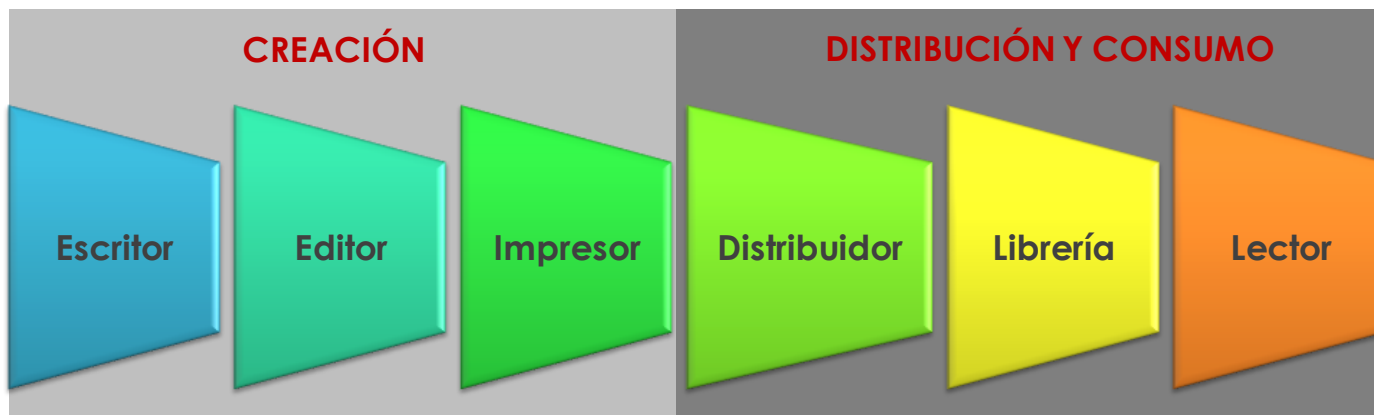 CREACIÓN
DISTRIBUCIÓN Y CONSUMO
Escritor
Editor
Impresor
Distribuidor
Librería
Lector